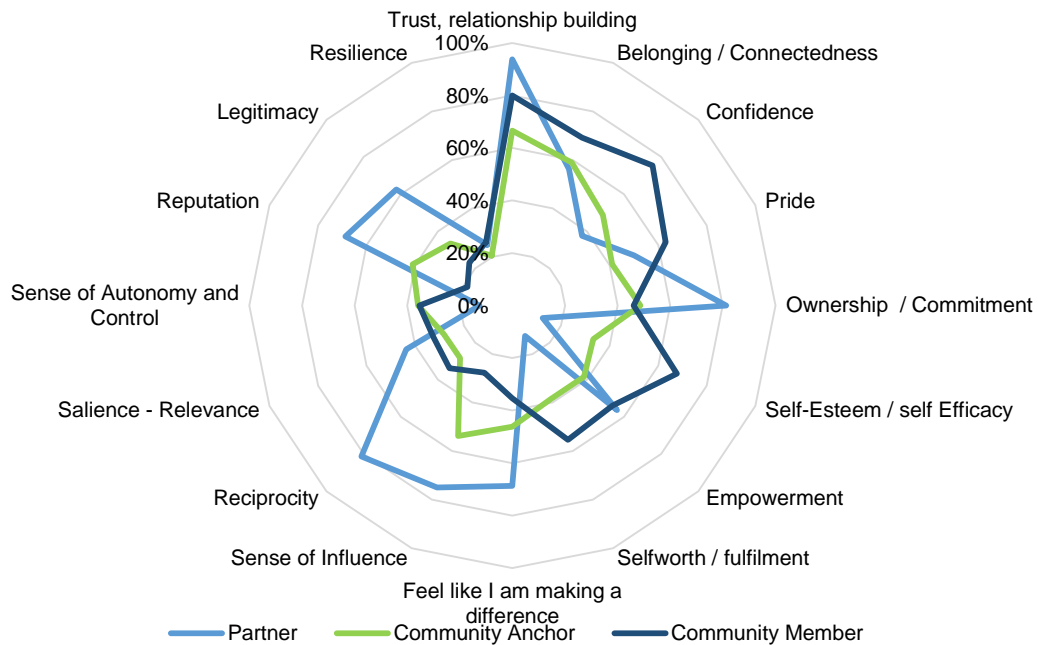 Trust, relationship building
100%
Resilience
Belonging / Connectedness
80%
Legitimacy
Confidence
60%
Reputation
Pride
40%
20%
Sense of Autonomy and
Control
0%
Ownership  / Commitment
Salience - Relevance
Self-Esteem / self Efficacy
Reciprocity
Empowerment
Sense of Influence
Selfworth / fulfilment
Feel like I am making a
difference
Partner
Community Anchor
Community Member